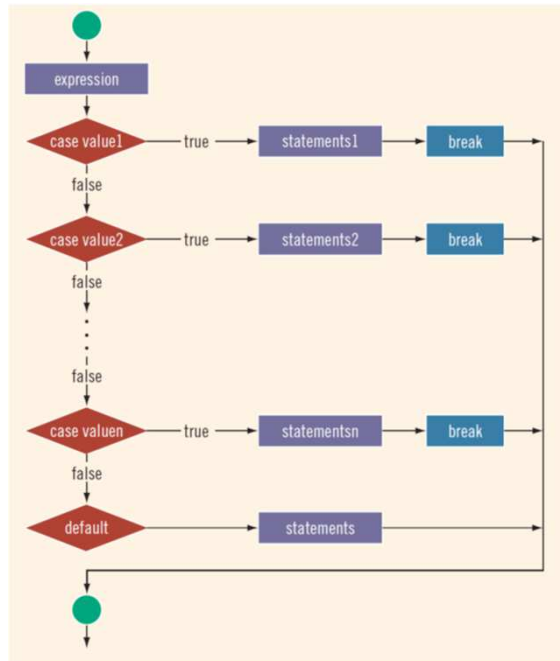 expression
case value1
true
statements1
break
false
case value2
true
statements2
break
false
false
case valuen
true
statementsn
break
false
default
statements